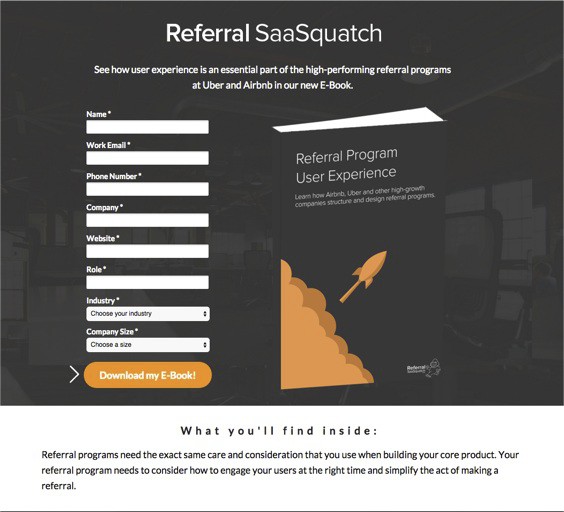 Referral SaaSquatch
See how user experience is an essential part of the high-performing referral programs
at Uber and Airbnb in our new E-Book.
Name *
Work Email *
Phone Number *
Company *
Website *
Role *
Industry *
Choose your industry
Company Size *
Choose a size
Download my E-Book!
Referral Program
User Experience
Learn how Airbnb, Uber and other high-growth
companies structure and design referral programs.
Referral
SaaSquatch
What you'll find inside:
Referral programs need the exact same care and consideration that you use when building your core product. Your
referral program needs to consider how to engage your users at the right time and simplify the act of making a
referral.